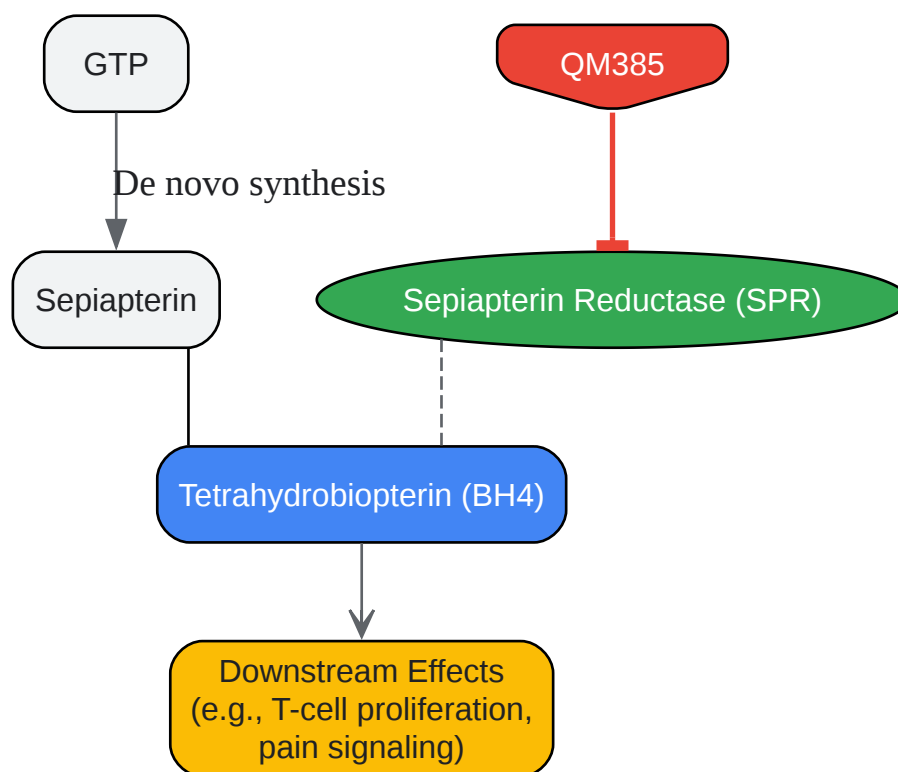 GTP
QM385
De novo synthesis
Sepiapterin
Sepiapterin Reductase (SPR)
Tetrahydrobiopterin (BH4)
Downstream Effects
(e.g., T-cell proliferation,
pain signaling)